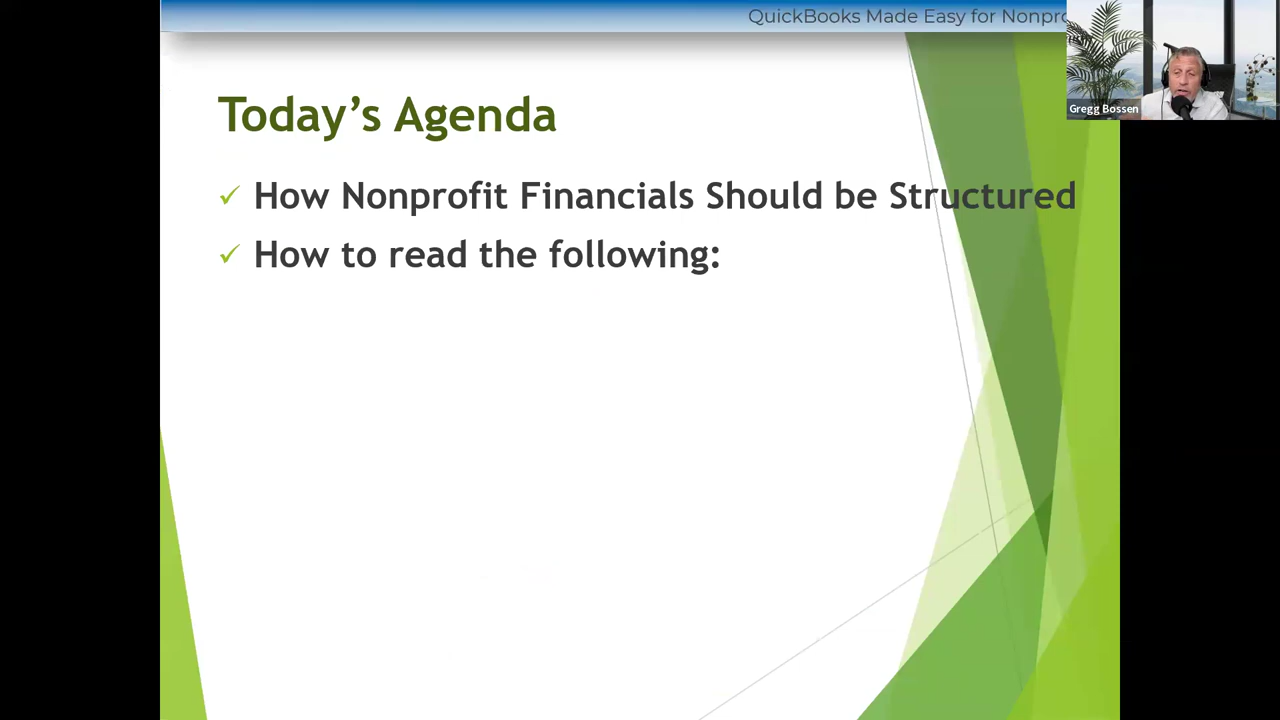 QuickBooks Made Easy for Nonpro
Gregg Bossen
Today's Agenda
✓ How Nonprofit Financials Should be Structured
✓ How to read the following: